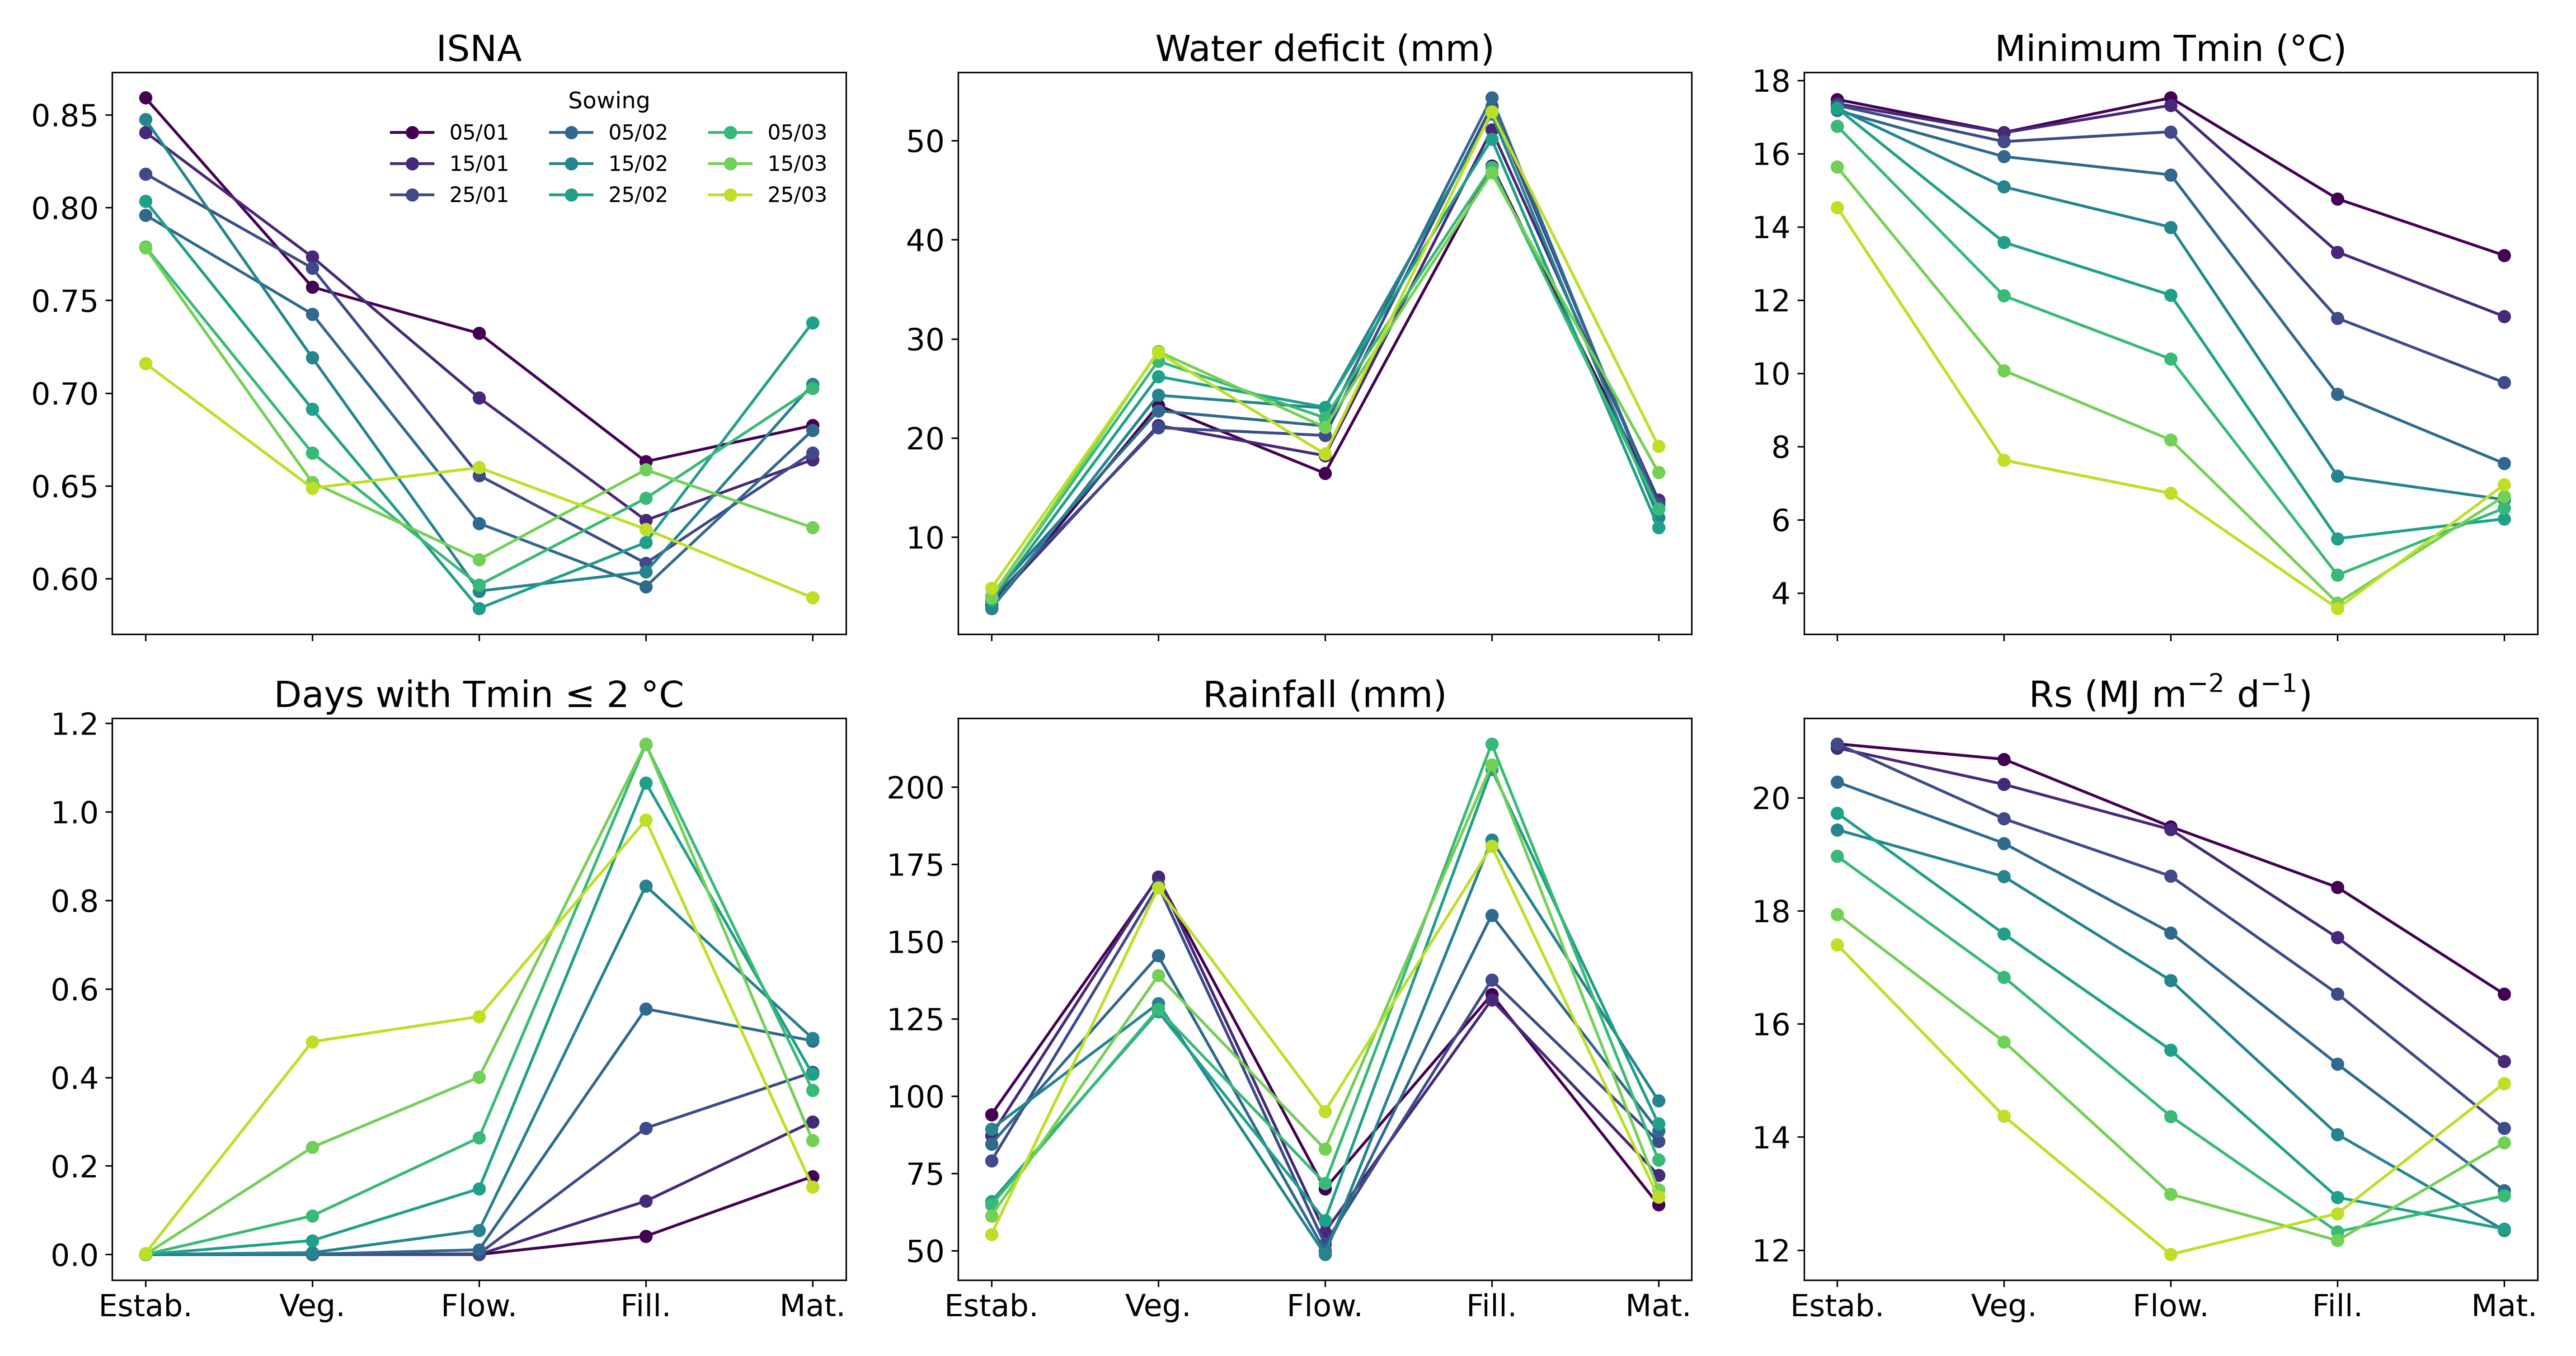 ISNA
0.85
0.80
0.75
0.70
0.65
0.60
Sowing
05/01 05/02 05/03
15/01 15/02 15/03
25/01 25/02 25/03
Water deficit (mm)
50
40
30
20
10
Minimum Tmin (°C)
18
16
14
12
10
8
6
4
Days with Tmin ≤ 2 °C
1.2
1.0
0.8
0.6
0.4
0.2
0.0
Estab. Veg. Flow. Fill. Mat.
Rainfall (mm)
200
175
150
125
100
75
50
Estab. Veg. Flow. Fill. Mat.
Rs (MJ m⁻² d⁻¹)
20
18
16
14
12
Estab. Veg. Flow. Fill. Mat.